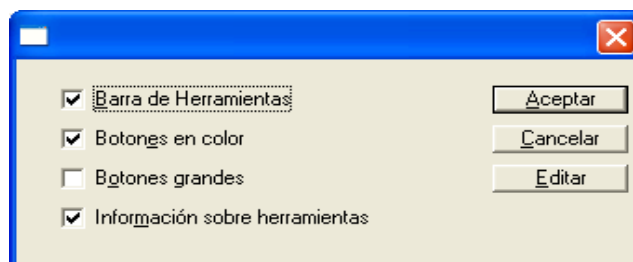 Barra de Herramientas
Aceptar
Botones en color
Cancelar
Botones grandes
Editar
Información sobre herramientas